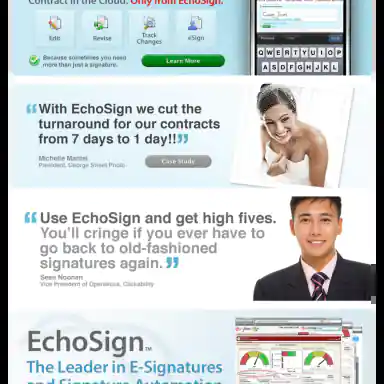 Contract in the Cloud. Only from EchoSign.
Edit
Revise
Track
Changes
eSign
Because sometimes you need
more than just a signature.
Learn More
QWERTYUIOP
ASDFGHJKL
“With EchoSign we cut the
turnaround for our contracts
from 7 days to 1 day!!”
Michelle
President, George Street Photo
Case Study
“Use EchoSign and get high fives.
You'll cringe if you ever have to
go back to old-fashioned
signatures again.”
Sean Noonan
Vice President of Operations, Clickability
EchoSign™
The Leader in E-Signatures
and Signature Automation